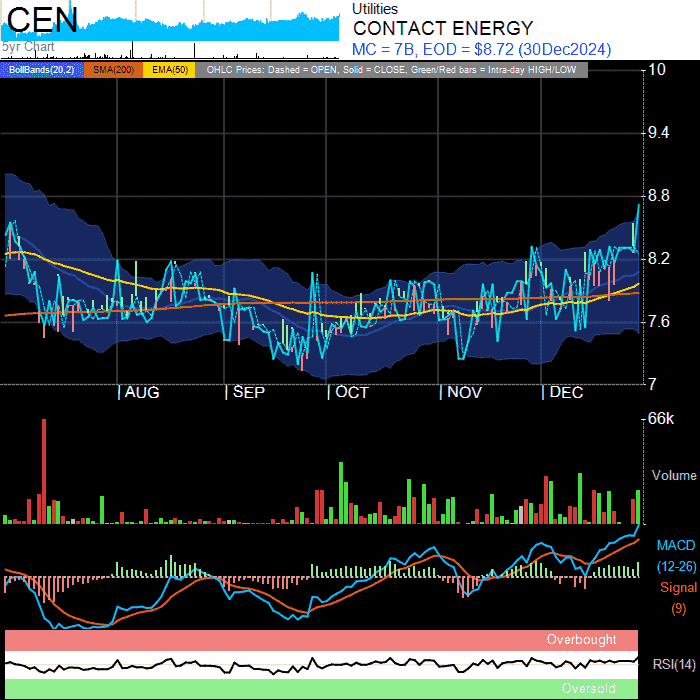 CEN
5yr Chart
Utilities
CONTACT ENERGY
MC = 7B, EOD = $8.72 (30Dec2024)
BollBands(20,2) SMA(200) EMA(50) OHLC Prices: Dashed = OPEN, Solid = CLOSE, Green/Red bars = Intra-day HIGH/LOW
10
9.4
8.8
8.2
7.6
7
AUG SEP OCT NOV DEC
66k
Volume
MACD
(12-26)
Signal
(9)
Overbought
RSI(14)
Oversold